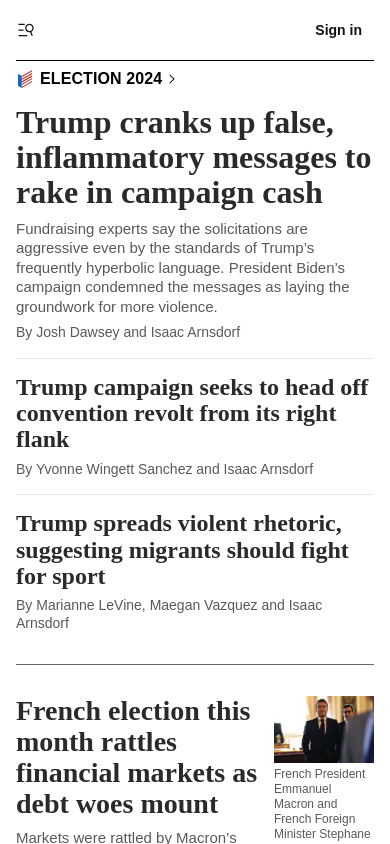 Sign in
ELECTION 2024
Trump cranks up false,
inflammatory messages to
rake in campaign cash
Fundraising experts say the solicitations are
aggressive even by the standards of Trump’s
frequently hyperbolic language. President Biden’s
campaign condemned the messages as laying the
groundwork for more violence.
By Josh Dawsey and Isaac Arnsdorf
Trump campaign seeks to head off
convention revolt from its right
flank
By Yvonne Wingett Sanchez and Isaac Arnsdorf
Trump spreads violent rhetoric,
suggesting migrants should fight
for sport
By Marianne LeVine, Maegan Vazquez and Isaac
Arnsdorf
French election this
month rattles
financial markets as
debt woes mount
Markets were rattled by Macron’s
French President
Emmanuel
Macron and
French Foreign
Minister Stephane